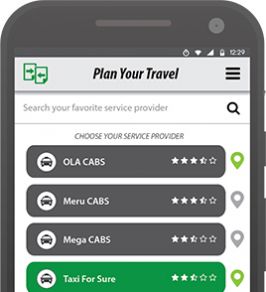 12:29
Plan Your Travel
Search your favorite service provider
CHOOSE YOUR SERVICE PROVIDER
OLA CABS
Meru CABS
Mega CABS
Taxi For Sure